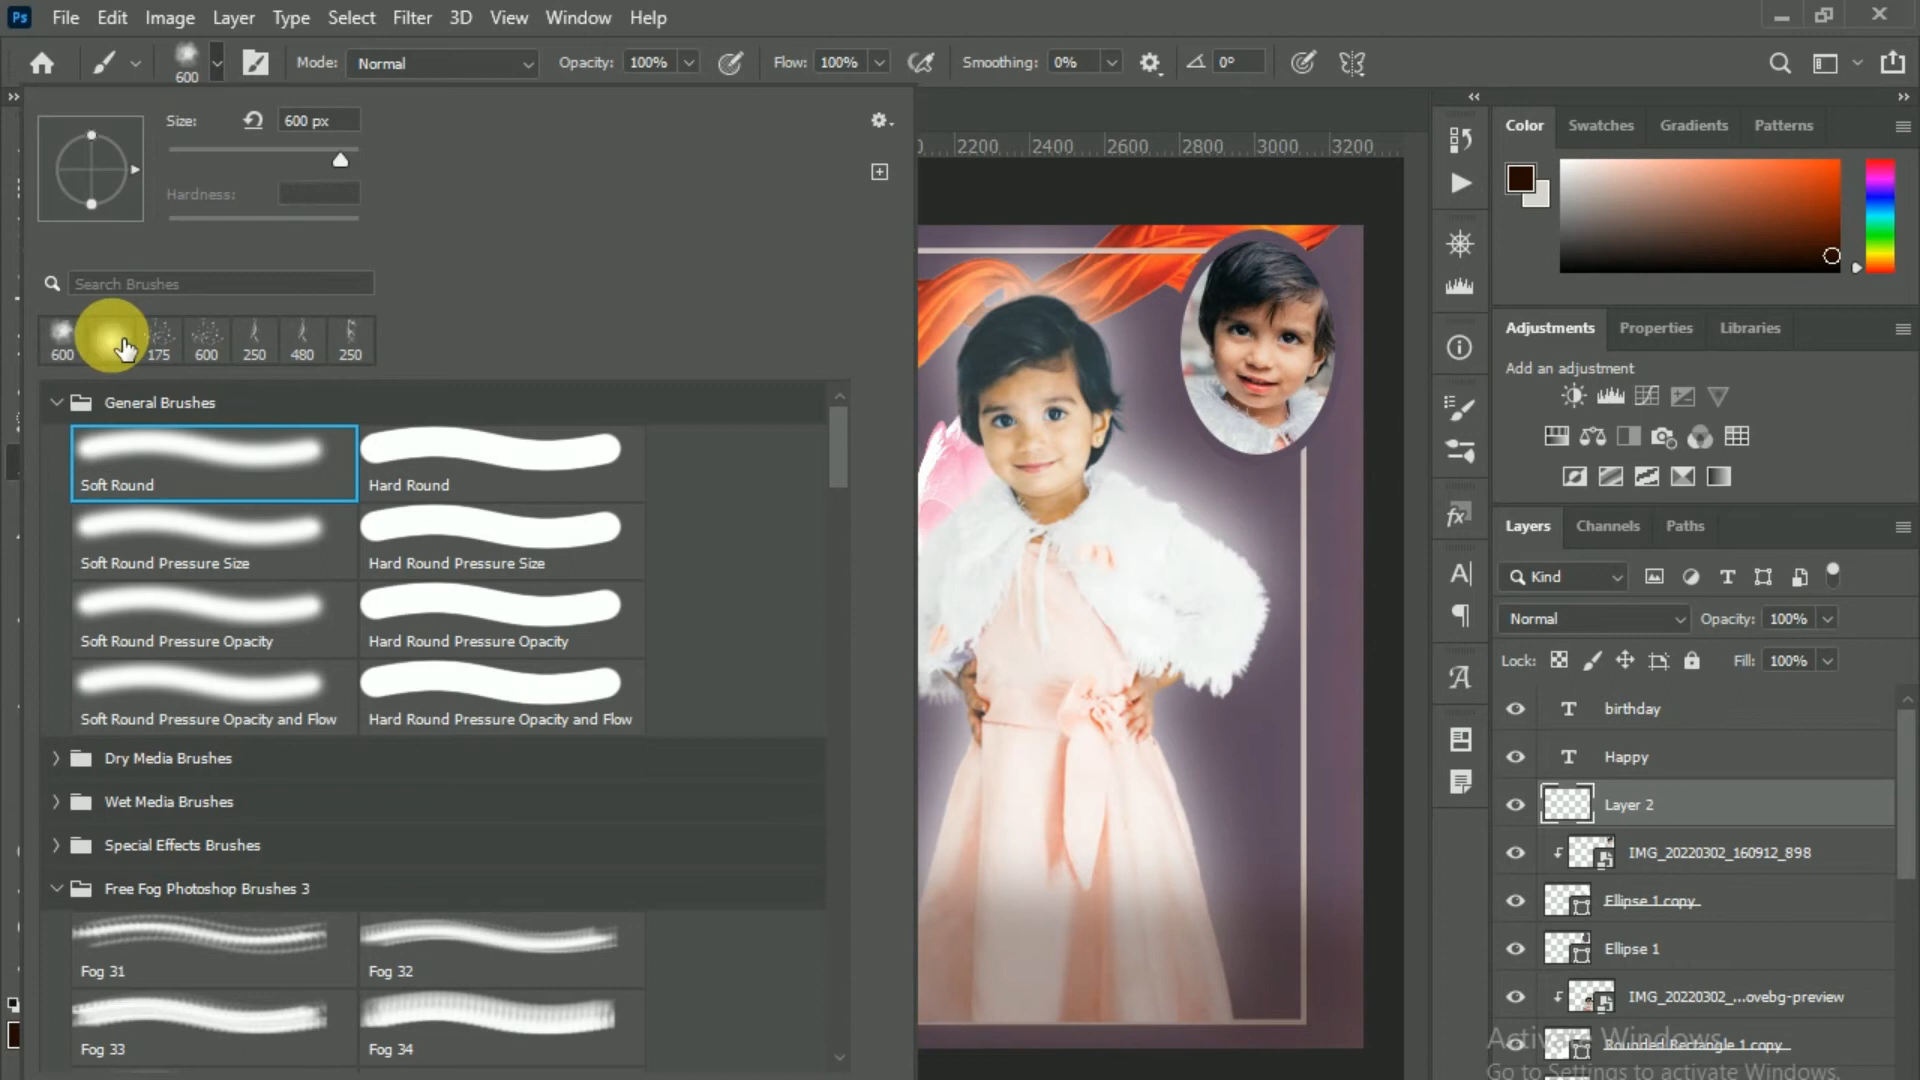 Ps File Edit Image Layer Type Select Filter 3D View Window Help
600 Mode: Normal Opacity: 100% Flow: 100% Smoothing: 0% 0°
Size: 600 px
Hardness:
Search Brushes
600 175 600 250 480 250
General Brushes
Soft Round Hard Round
Soft Round Pressure Size Hard Round Pressure Size
Soft Round Pressure Opacity Hard Round Pressure Opacity
Soft Round Pressure Opacity and Flow Hard Round Pressure Opacity and Flow
Dry Media Brushes
Wet Media Brushes
Special Effects Brushes
Free Fog Photoshop Brushes 3
Fog 31 Fog 32
Fog 33 Fog 34
2200 2400 2600 2800 3000 3200
Color Swatches Gradients Patterns
Adjustments Properties Libraries
Add an adjustment
Layers Channels Paths
Kind
Normal Opacity: 100%
Lock: Fill: 100%
birthday
Happy
Layer 2
IMG_20220302_160912_898
Ellipse 1 copy
Ellipse 1
IMG_20220302_...ovebg-preview
Rounded Rectangle 1 copy
Activate Windows
Go to Settings to activate Windows.